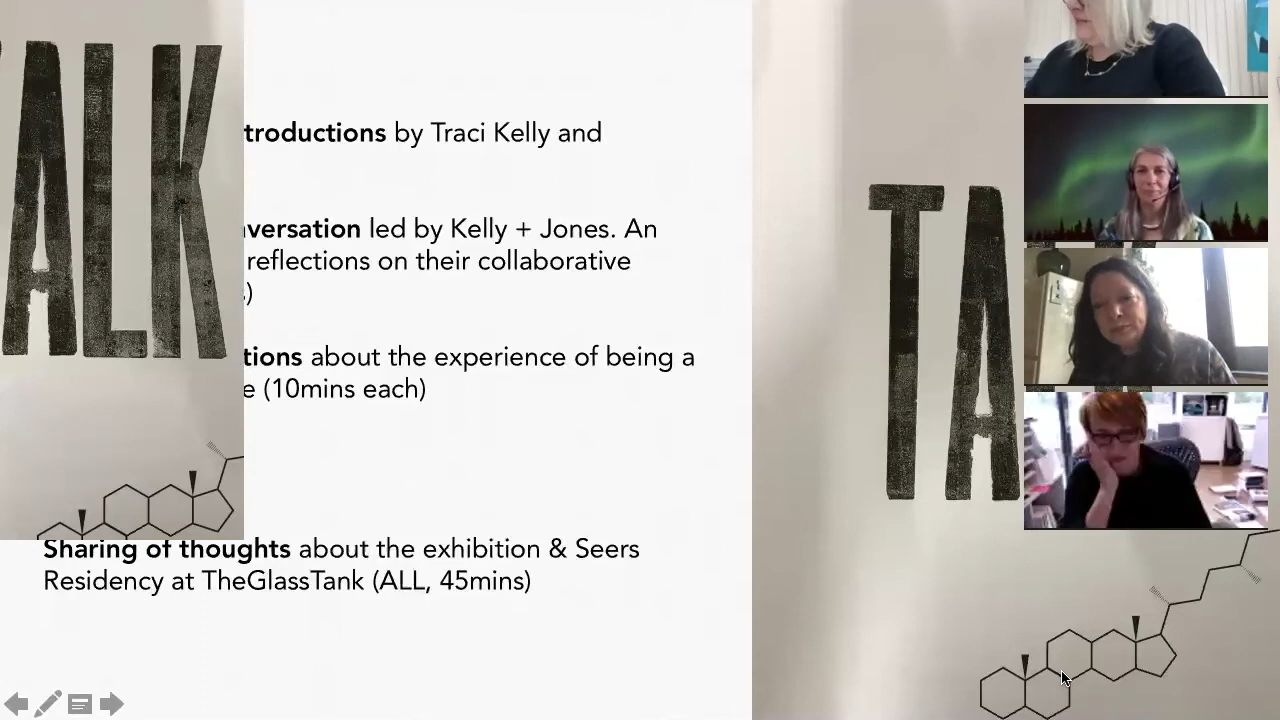 ALK
troductions by Traci Kelly and
versation led by Kelly + Jones. An
reflections on their collaborative
)
tions about the experience of being a
e (10mins each)
Sharing of thoughts about the exhibition & Seers
Residency at TheGlassTank (ALL, 45mins)
TA